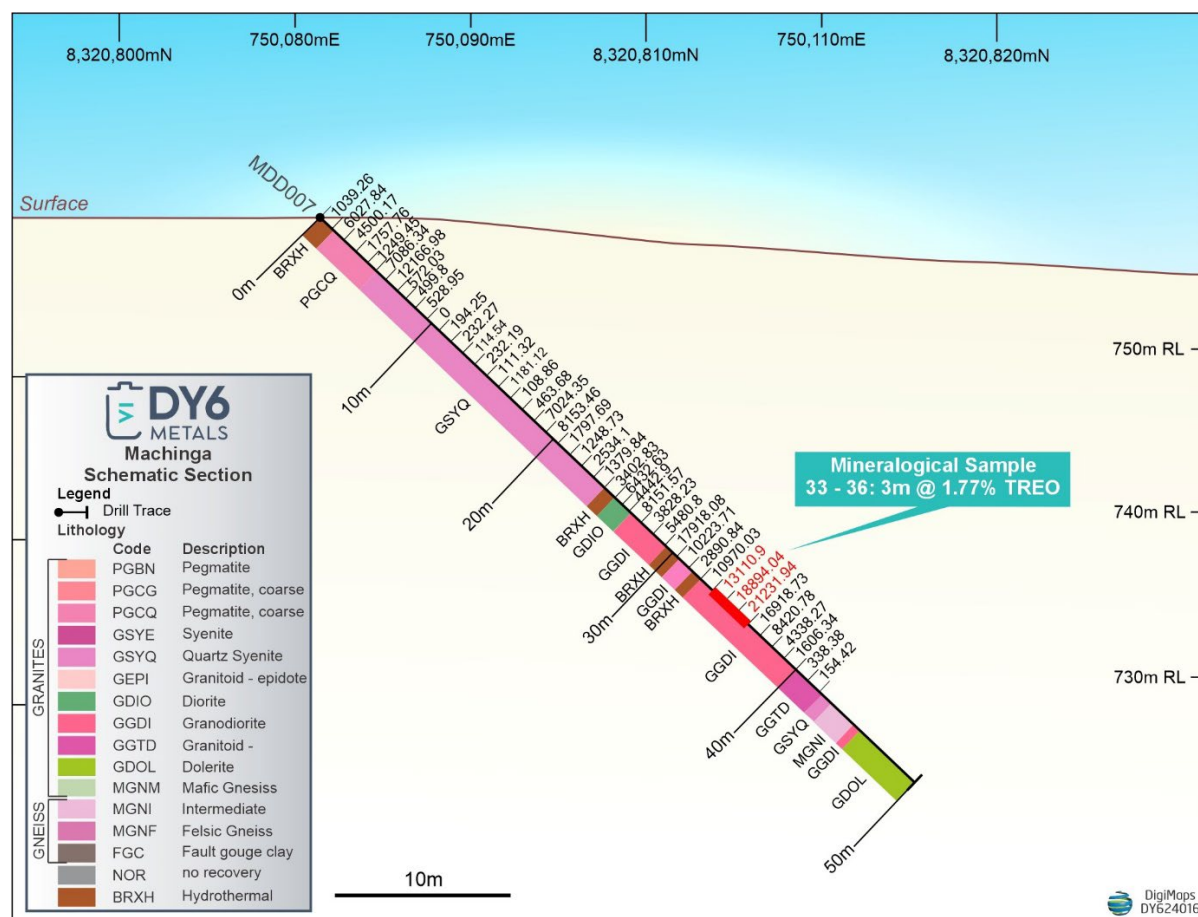 8,320,800mN
750,080mE
750,090mE
8,320,810mN
750,110mE
8,320,820mN
Surface
MDD007
1039.26
6027.84
4500.17
1757.76
1249.45
7086.34
12166.98
572.03
499.8
528.95
0
194.25
232.27
114.54
232.19
111.32
1181.12
108.86
463.68
7024.35
8153.46
1797.69
1248.73
2534.1
1379.84
3402.83
6432.63
4442.9
8151.57
3828.23
5480.8
17918.08
10223.71
2890.84
10970.03
13110.9
18894.04
21231.94
16918.73
8420.78
4338.27
1606.34
338.38
154.42
0m
BRXH
PGCQ
10m
GSYQ
20m
BRXH
GDIO
GGDI
BRXH
30m
GGDI
BRXH
GGDI
40m
GGTD
GSYQ
MGNI
GGDI
GDOL
50m
750m RL
740m RL
730m RL
Mineralogical Sample
33 - 36: 3m @ 1.77% TREO
VI DY6
METALS
Machinga
Schematic Section
Legend
Drill Trace
Lithology
Code Description
PGBN Pegmatite
PGCG Pegmatite, coarse
PGCQ Pegmatite, coarse
GSYE Syenite
GSYQ Quartz Syenite
GEPI Granitoid - epidote
GDIO Diorite
GGDI Granodiorite
GGTD Granitoid -
GDOL Dolerite
MGNM Mafic Gnesiss
MGNI Intermediate
MGNF Felsic Gneiss
FGC Fault gouge clay
NOR no recovery
BRXH Hydrothermal
GRANITES
GNEISS
10m
DigiMaps
DY624016